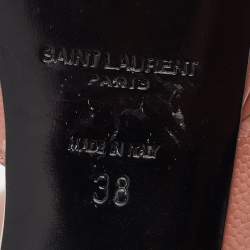 SAINT LAURENT
PARIS
MADE IN ITALY
38